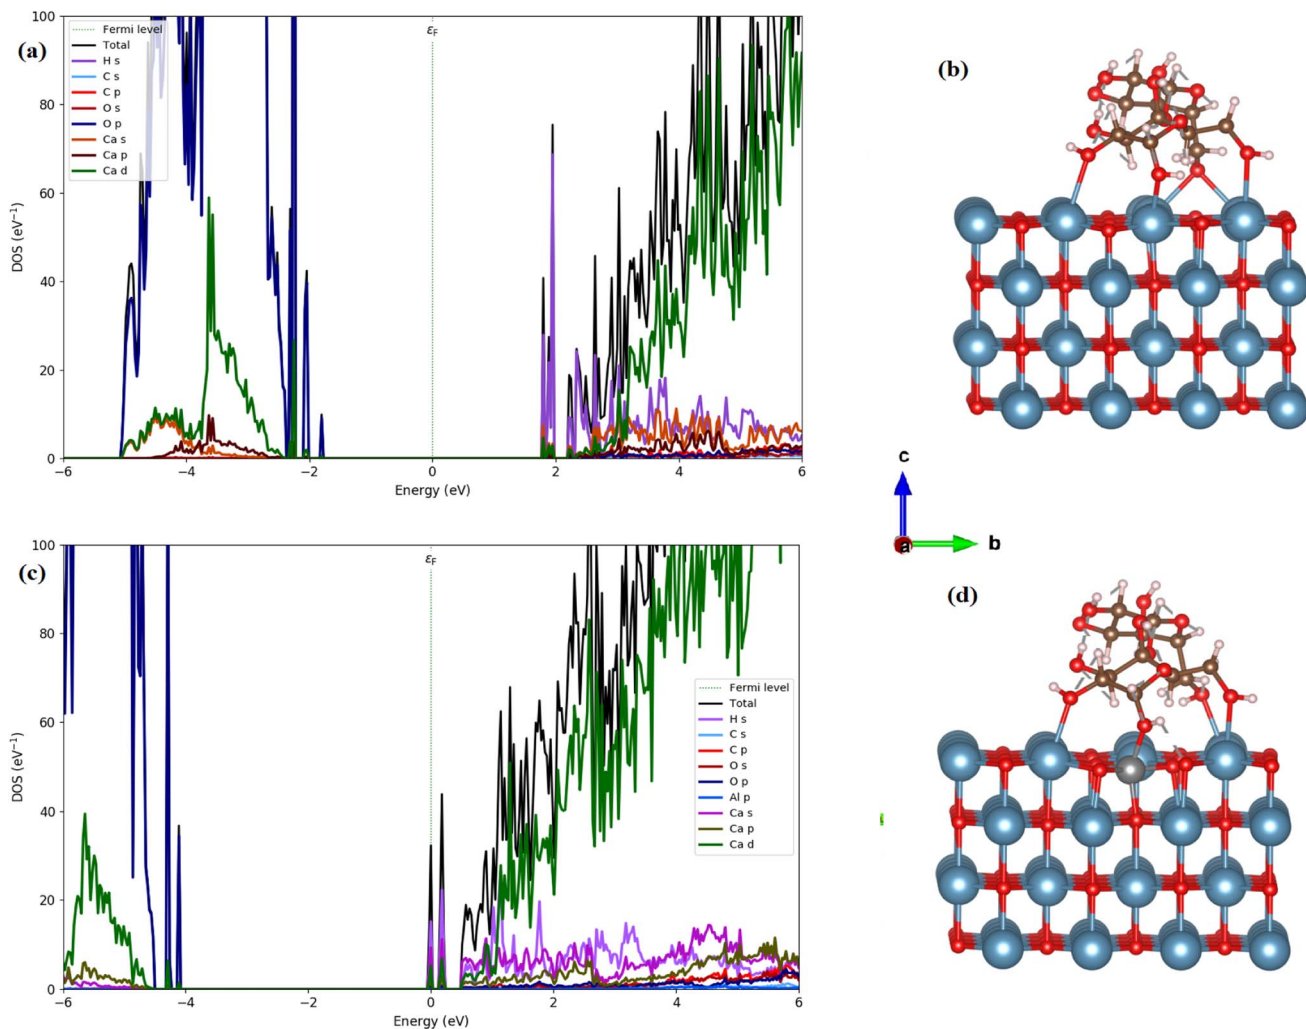 (a)
100
80
60
40
20
0
DOS (eV⁻¹)
Fermi level
Total
H s
C s
C p
O s
O p
Ca s
Ca p
Ca d
εF
−6
−4
−2
0
2
4
6
Energy (eV)
(b)
c
a
b
(c)
100
80
60
40
20
0
DOS (eV⁻¹)
εF
Fermi level
Total
H s
C s
C p
O s
O p
Al p
Ca s
Ca p
Ca d
−6
−4
−2
0
2
4
6
Energy (eV)
(d)